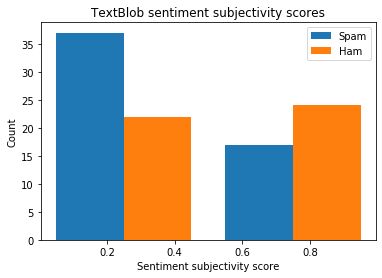 TextBlob sentiment subjectivity scores
Spam
Ham
35
30
25
20
15
10
5
0
Count
0.2 0.4 0.6 0.8
Sentiment subjectivity score